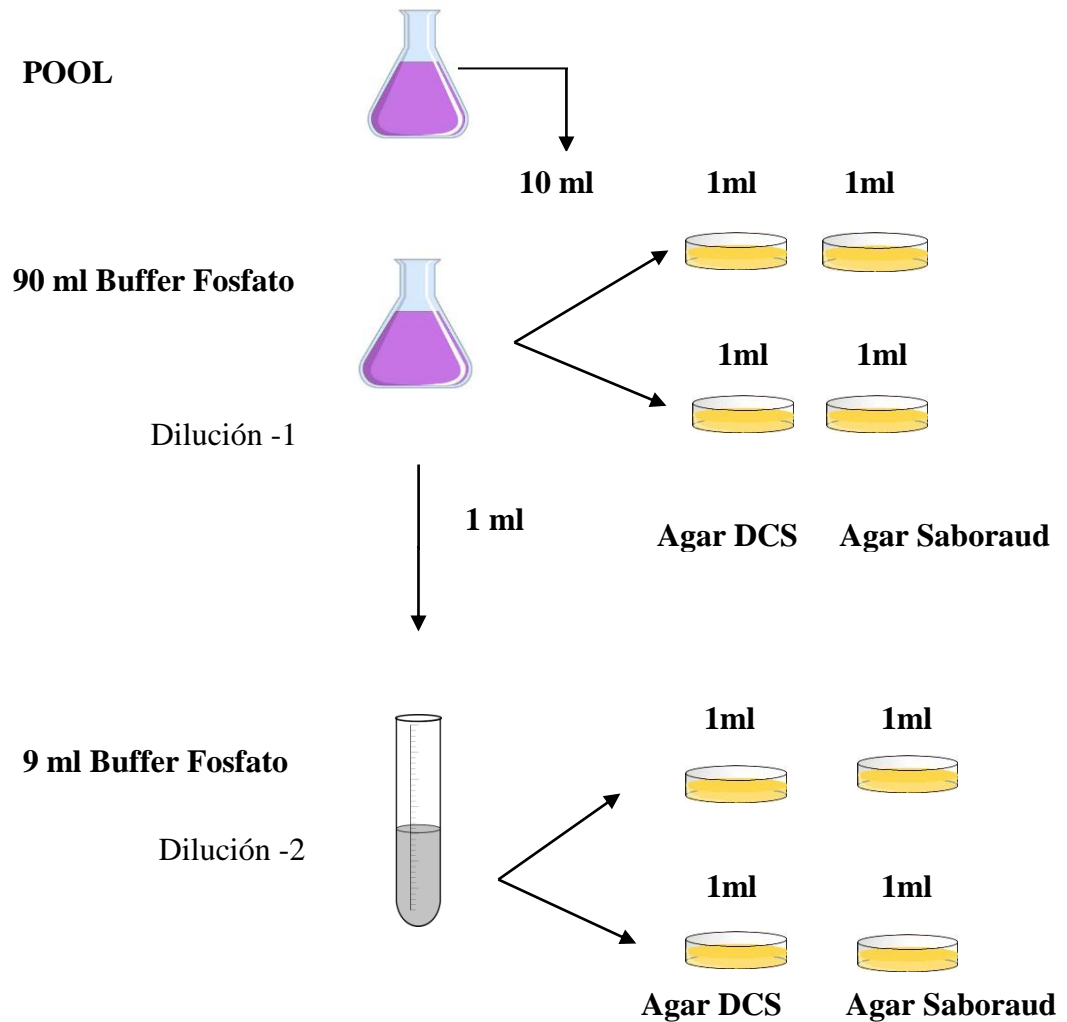 POOL
10 ml
1ml 1ml
90 ml Buffer Fosfato
1ml 1ml
Dilución -1
1 ml
Agar DCS Agar Saboraud
1ml 1ml
9 ml Buffer Fosfato
Dilución -2
1ml 1ml
Agar DCS Agar Saboraud